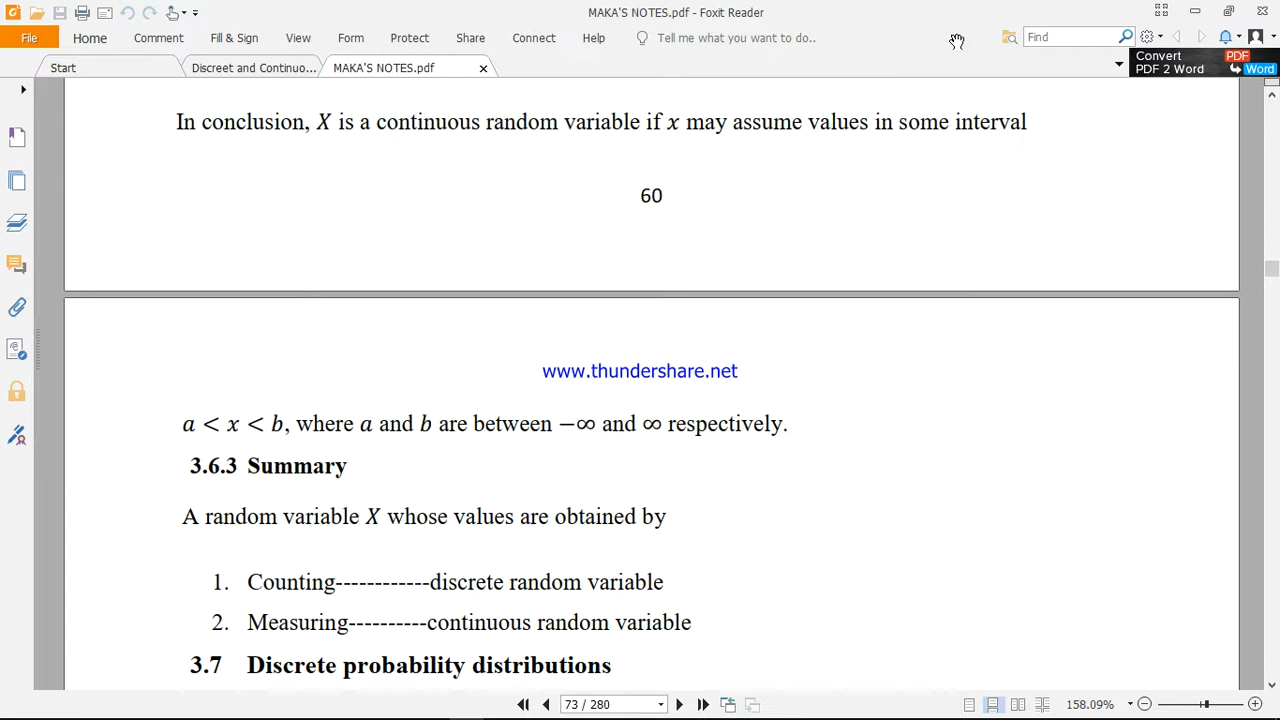 MAKA'S NOTES.pdf - Foxit Reader
File Home Comment Fill & Sign View Form Protect Share Connect Help Tell me what you want to do.. Find
Start Discreet and Continuo... MAKA'S NOTES.pdf
Convert PDF
PDF 2 Word Word
In conclusion, X is a continuous random variable if x may assume values in some interval
60
www.thundershare.net
a < x < b, where a and b are between −∞ and ∞ respectively.
3.6.3 Summary
A random variable X whose values are obtained by
1. Counting------------discrete random variable
2. Measuring----------continuous random variable
3.7 Discrete probability distributions
73 / 280 158.09%